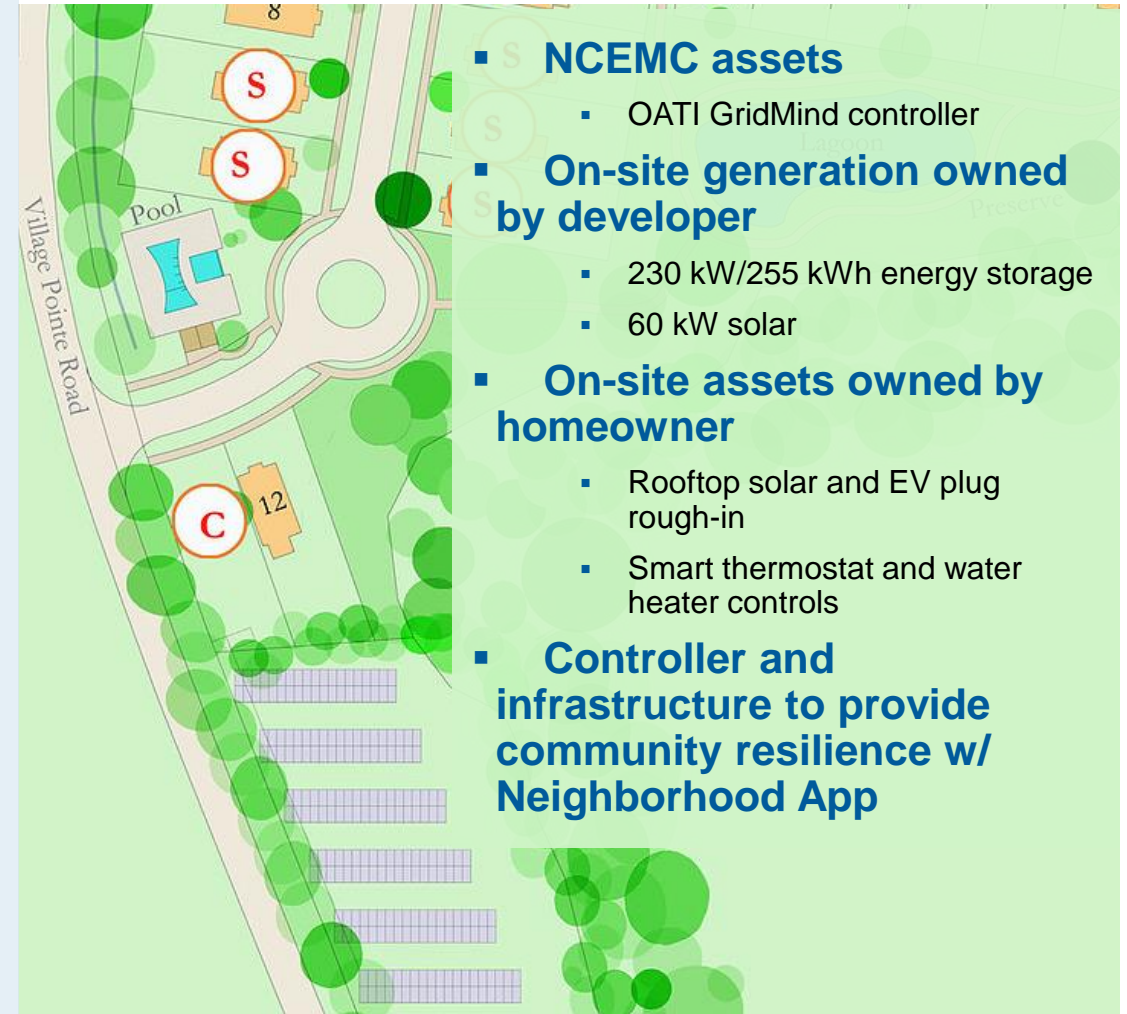 8
S
S
Pool
Village Pointe Road
12
C
S
S
S
Lagoon
Preserve
▪ NCEMC assets
▪ OATI GridMind controller
▪ On-site generation owned
by developer
▪ 230 kW/255 kWh energy storage
▪ 60 kW solar
▪ On-site assets owned by
homeowner
▪ Rooftop solar and EV plug
rough-in
▪ Smart thermostat and water
heater controls
▪ Controller and
infrastructure to provide
community resilience w/
Neighborhood App